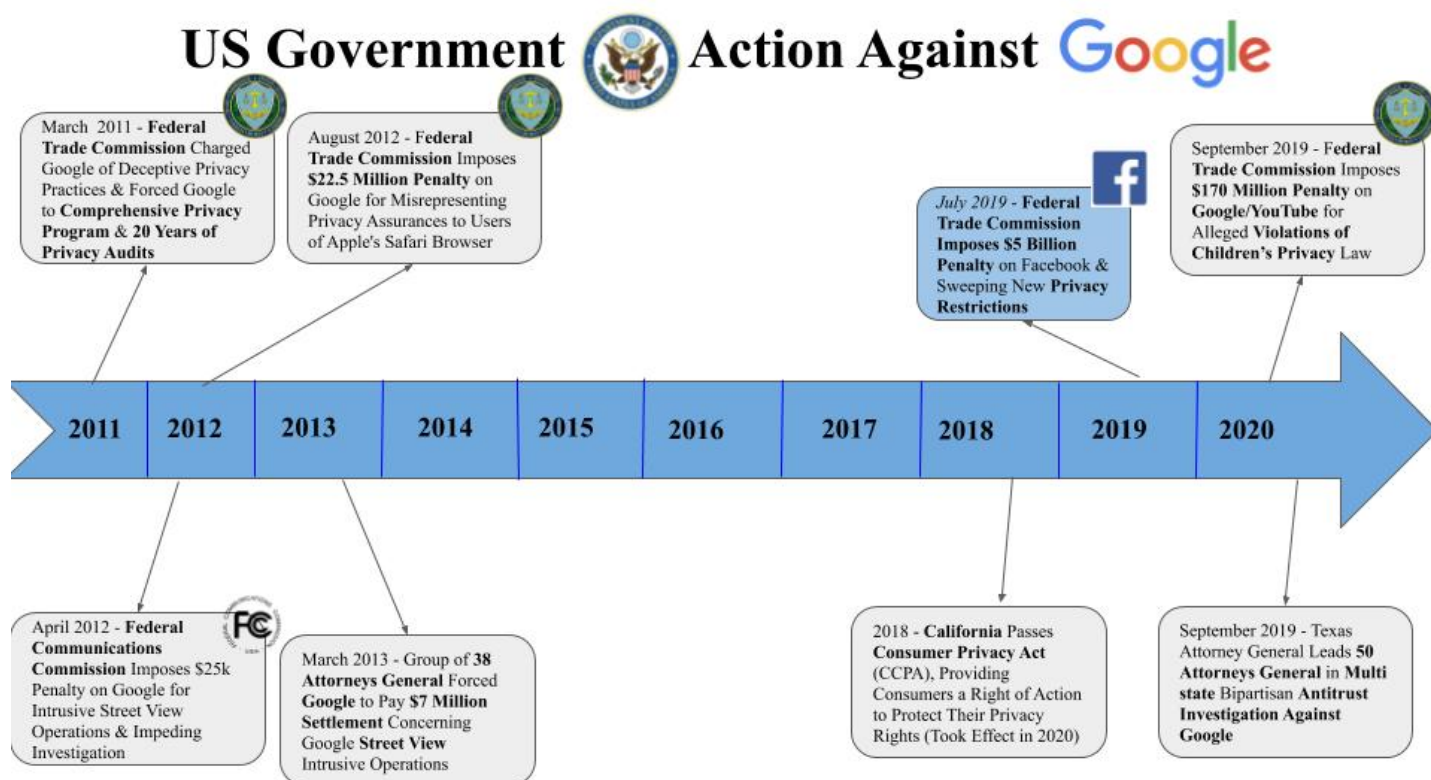 US Government Action Against Google
March 2011 - Federal
Trade Commission Charged
Google of Deceptive Privacy
Practices & Forced Google
to Comprehensive Privacy
Program & 20 Years of
Privacy Audits
August 2012 - Federal
Trade Commission Imposes
$22.5 Million Penalty on
Google for Misrepresenting
Privacy Assurances to Users
of Apple's Safari Browser
July 2019 - Federal
Trade Commission
Imposes $5 Billion
Penalty on Facebook &
Sweeping New Privacy
Restrictions
f
September 2019 - Federal
Trade Commission Imposes
$170 Million Penalty on
Google/YouTube for
Alleged Violations of
Children's Privacy Law
2011 2012 2013 2014 2015 2016 2017 2018 2019 2020
April 2012 - Federal
Communications
Commission Imposes $25k
Penalty on Google for
Intrusive Street View
Operations & Impeding
Investigation
FCC
March 2013 - Group of 38
Attorneys General Forced
Google to Pay $7 Million
Settlement Concerning
Google Street View
Intrusive Operations
2018 - California Passes
Consumer Privacy Act
(CCPA), Providing
Consumers a Right of Action
to Protect Their Privacy
Rights (Took Effect in 2020)
September 2019 - Texas
Attorney General Leads 50
Attorneys General in Multi
state Bipartisan Antitrust
Investigation Against
Google